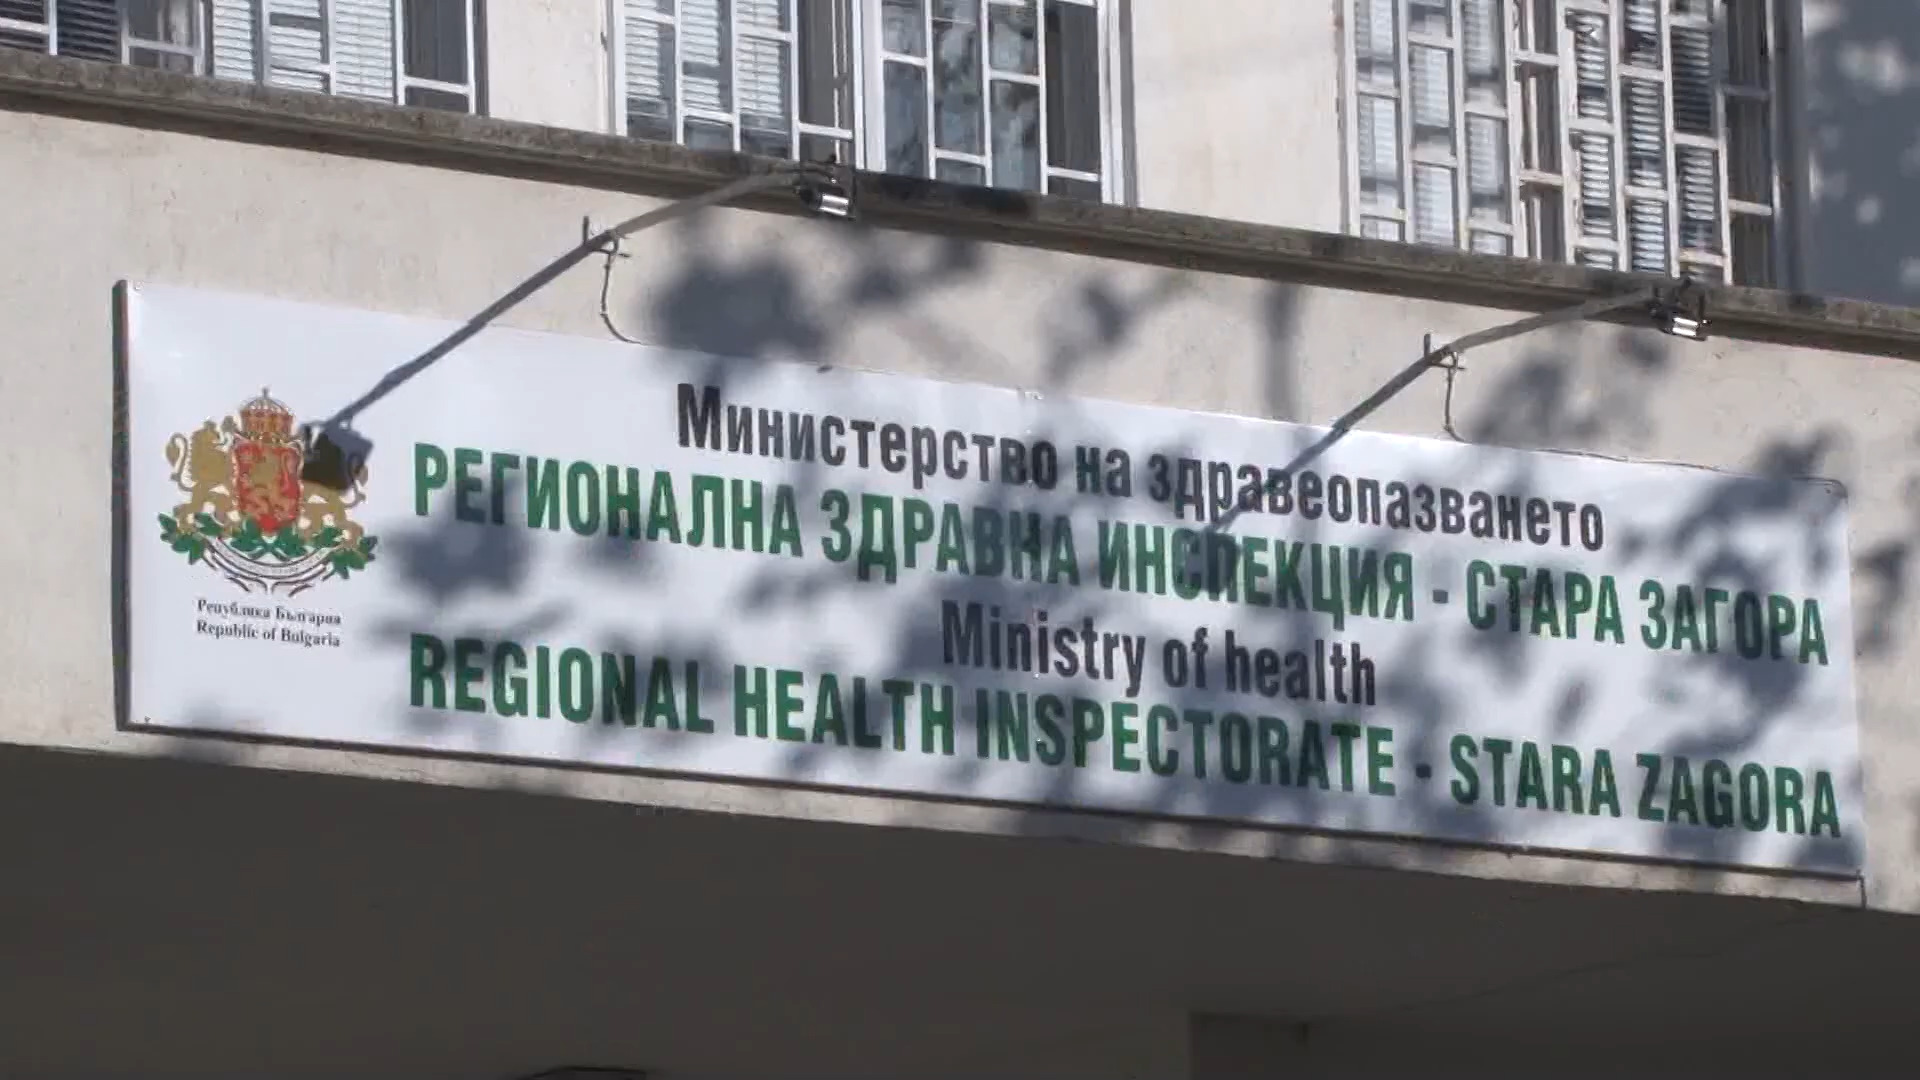 Министерство на здравеопазването
РЕГИОНАЛНА ЗДРАВНА ИНСПЕКЦИЯ - СТАРА ЗАГОРА
Ministry of health
REGIONAL HEALTH INSPECTORATE - STARA ZAGORA
Република България
Republic of Bulgaria